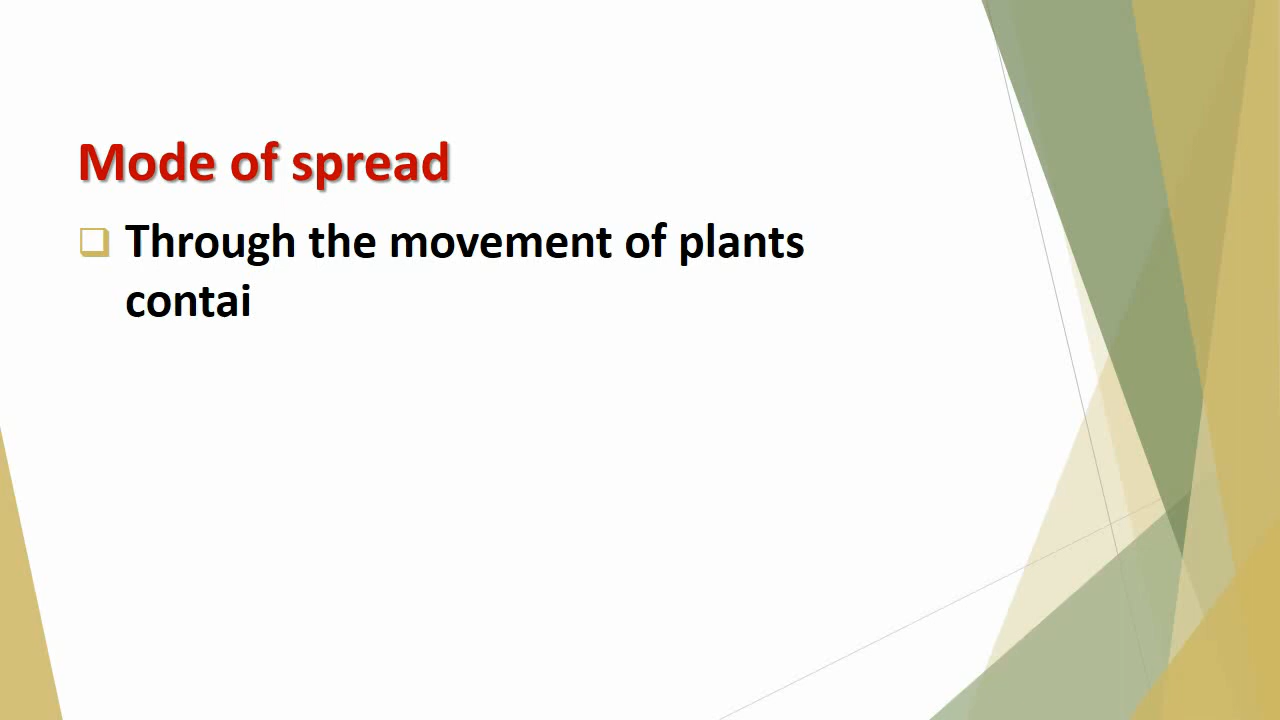 Mode of spread
Through the movement of plants
contai